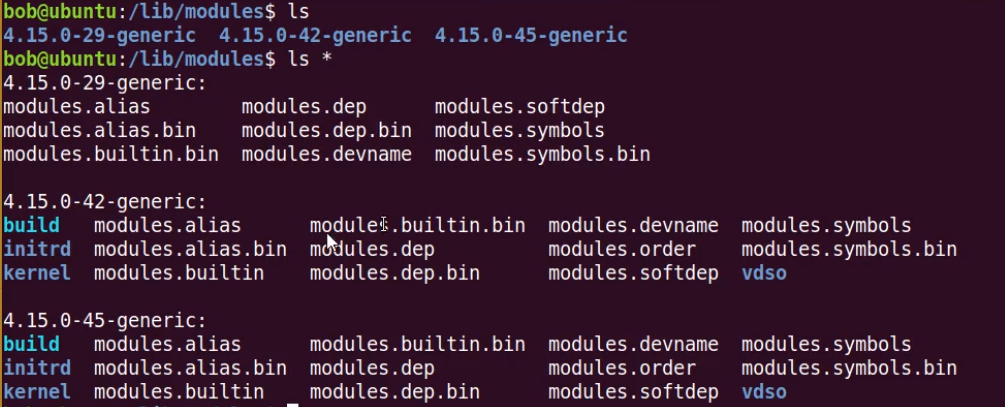 bob@ubuntu:/lib/modules$ ls
4.15.0-29-generic  4.15.0-42-generic  4.15.0-45-generic
bob@ubuntu:/lib/modules$ ls *
4.15.0-29-generic:
modules.alias        modules.dep      modules.softdep
modules.alias.bin    modules.dep.bin  modules.symbols
modules.builtin.bin  modules.devname  modules.symbols.bin

4.15.0-42-generic:
build   modules.alias      modules.builtin.bin  modules.devname  modules.symbols
initrd  modules.alias.bin  modules.dep          modules.order    modules.symbols.bin
kernel  modules.builtin    modules.dep.bin      modules.softdep  vdso

4.15.0-45-generic:
build   modules.alias      modules.builtin.bin  modules.devname  modules.symbols
initrd  modules.alias.bin  modules.dep          modules.order    modules.symbols.bin
kernel  modules.builtin    modules.dep.bin      modules.softdep  vdso